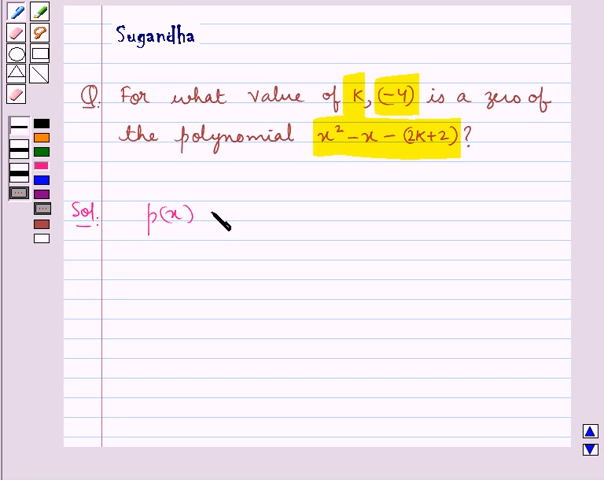 Sugandha
Q. For what value of K, (-4) is a zero of
the polynomial x² - x - (2K+2)?
Sol. p(x)